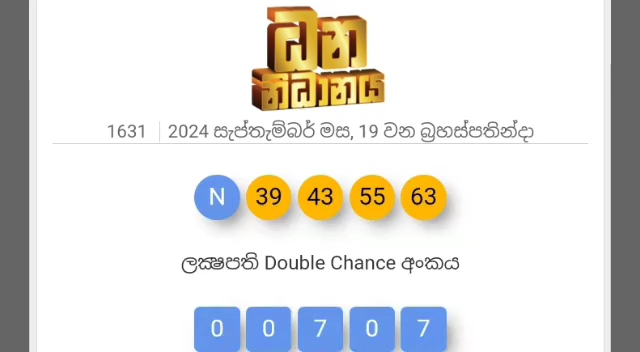 ධන
නිධානය
1631 2024 සැප්තැම්බර් මස, 19 වන බ්‍රහස්පතින්දා
N 39 43 55 63
ලක්‍ෂපති Double Chance අංකය
0 0 7 0 7